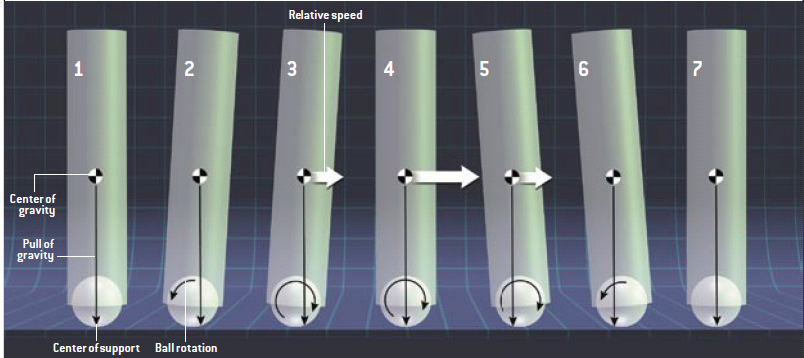 Relative speed
1
2
3
4
5
6
7
Center of
gravity
Pull of
gravity
Center of support
Ball rotation